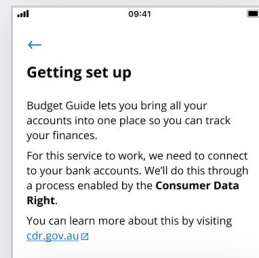 09:41
Getting set up
Budget Guide lets you bring all your
accounts into one place so you can track
your finances.
For this service to work, we need to connect
to your bank accounts. We'll do this through
a process enabled by the Consumer Data
Right.
You can learn more about this by visiting
cdr.gov.au